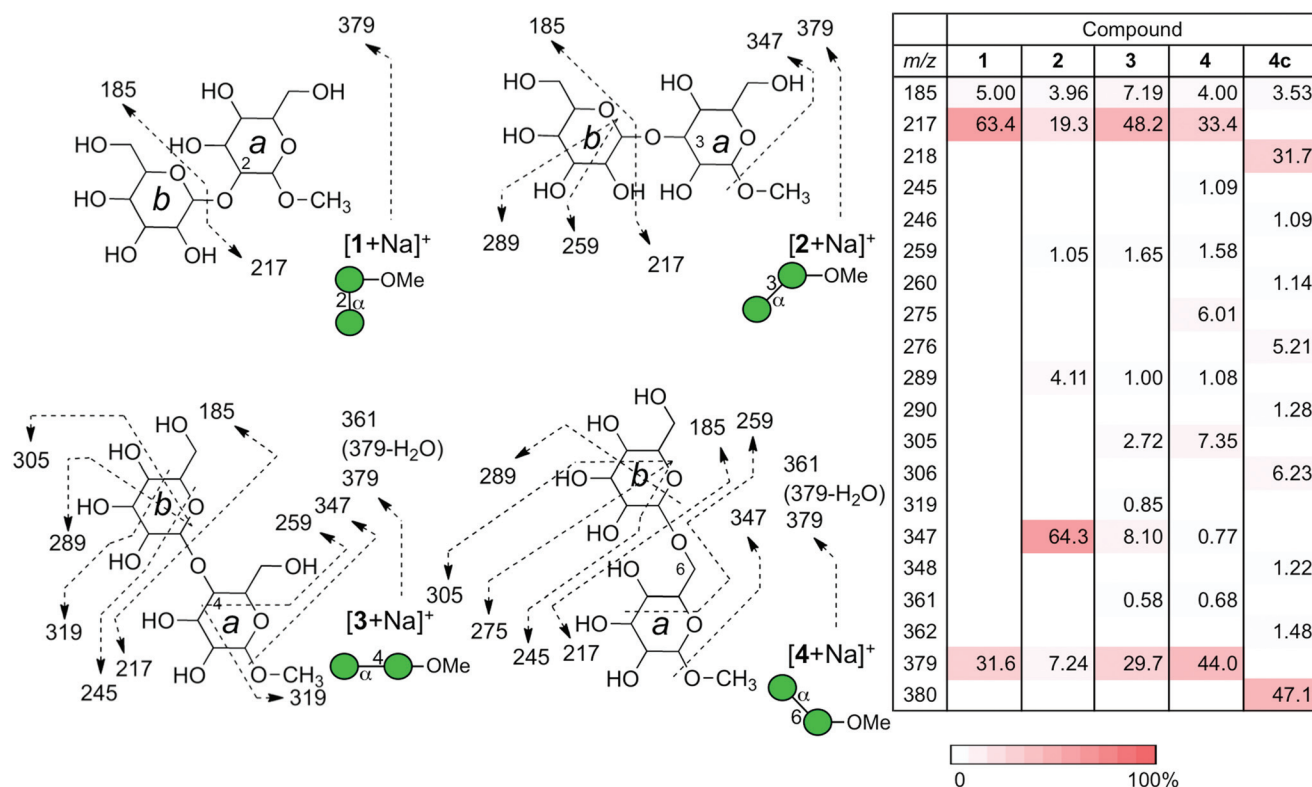 379
185
HO
OH
HO
HO
a
O
2
HO
O
HO
b
HO
O
O–CH3
HO
OH
217
[1+Na]+
OMe
2
α
185
347
379
HO
OH
HO
O
HO
HO
b
O
3
a
O
HO
OH
HO
O–CH3
289
259
217
[2+Na]+
3
OMe
α
305
185
HO
HO
HO
b
O
HO
289
HO
O
361
(379-H2O)
379
347
259
OH
4
HO
a
O
HO
O–CH3
319
245
217
319
[3+Na]+
4
OMe
α
HO
HO
185
259
289
HO
b
O
HO
HO
O
6
361
(379-H2O)
379
347
305
HO
HO
a
O
HO
O–CH3
275
245
217
[4+Na]+
α
6
OMe
Compound
m/z 1 2 3 4 4c
185 5.00 3.96 7.19 4.00 3.53
217 63.4 19.3 48.2 33.4
218 31.7
245 1.09
246 1.09
259 1.05 1.65 1.58
260 1.14
275 6.01
276 5.21
289 4.11 1.00 1.08
290 1.28
305 2.72 7.35
306 6.23
319 0.85
347 64.3 8.10 0.77
348 1.22
361 0.58 0.68
362 1.48
379 31.6 7.24 29.7 44.0
380 47.1
0 100%